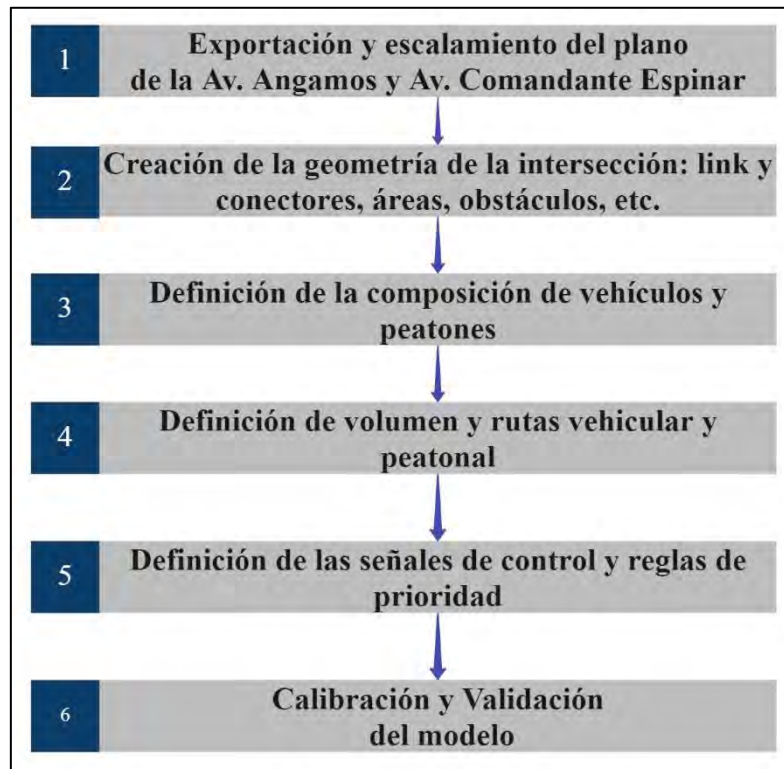 1
Exportación y escalamiento del plano
de la Av. Angamos y Av. Comandante Espinar
2
Creación de la geometría de la intersección: link y
conectores, áreas, obstáculos, etc.
3
Definición de la composición de vehículos y
peatones
4
Definición de volumen y rutas vehicular y
peatonal
5
Definición de las señales de control y reglas de
prioridad
6
Calibración y Validación
del modelo